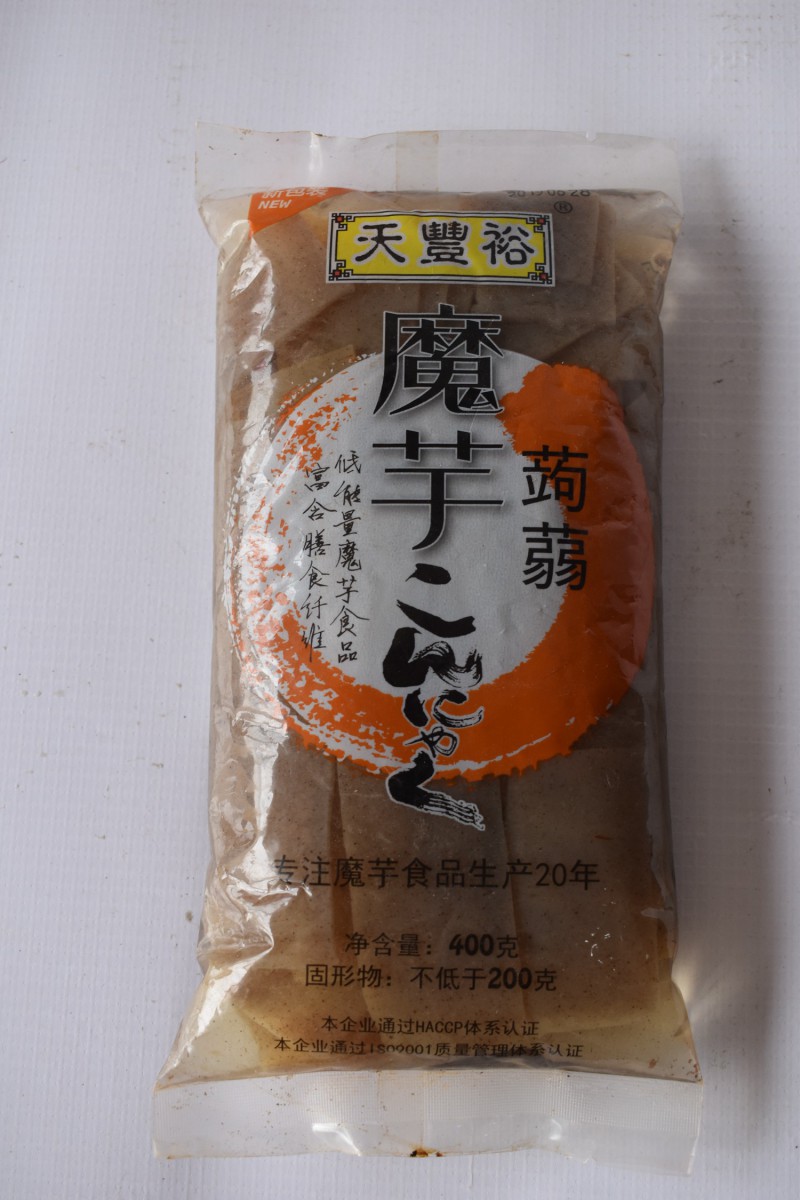 新包装
NEW
20170628
天豐裕®
魔芋
蒟蒻
こんにゃく
低能量魔芋食品
富含膳食纤维
专注魔芋食品生产20年
净含量：400克
固形物：不低于200克
本企业通过HACCP体系认证
本企业通过ISO9001质量管理体系认证